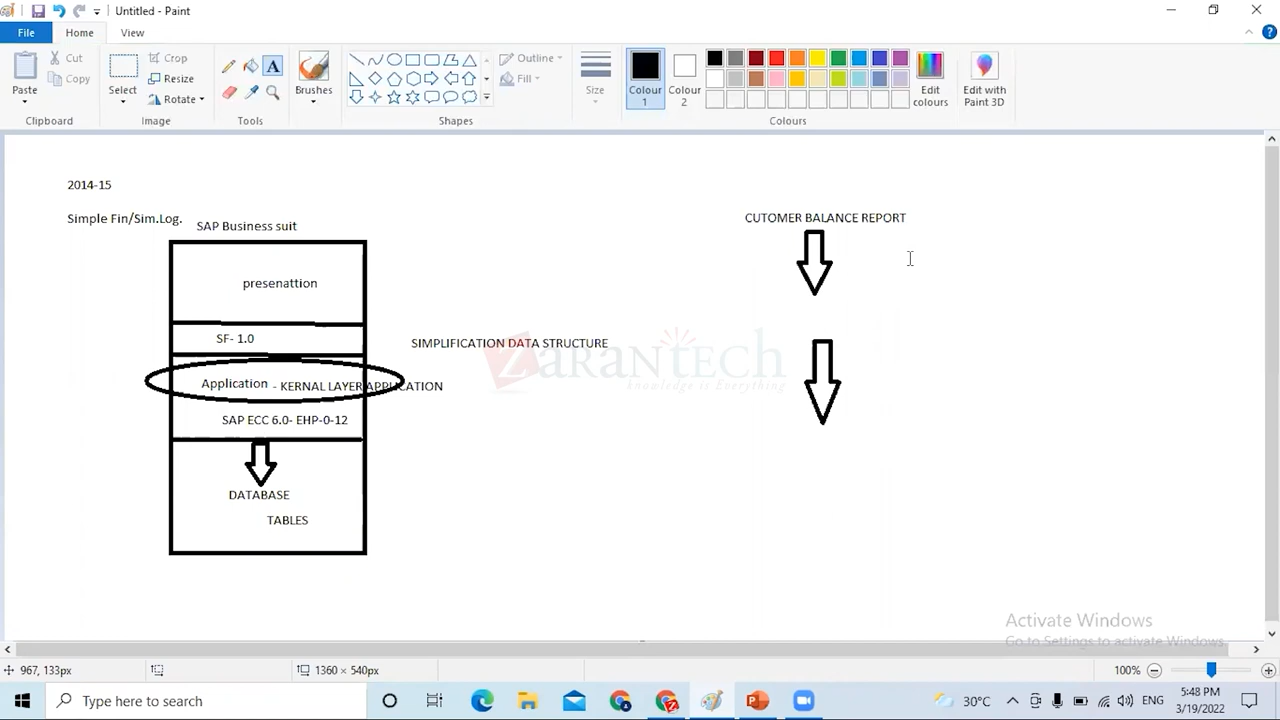 Untitled - Paint
File
Home
View
Paste
Cut
Copy
Clipboard
Select
Crop
Resize
Rotate
Image
A
Tools
Brushes
Shapes
Outline
Fill
Size
Colour 1
Colour 2
Edit colours
Edit with Paint 3D
Colours
2014-15
Simple Fin/Sim.Log.
SAP Business suit
CUTOMER BALANCE REPORT
presenattion
SF- 1.0
SIMPLIFICATION DATA STRUCTURE
ZARANTECH
knowledge is Everything
Application - KERNAL LAYER APPLICATION
SAP ECC 6.0- EHP-0-12
DATABASE
TABLES
Activate Windows
Go to Settings to activate Windows.
967, 133px
1360 × 540px
100%
Type here to search
30°C
ENG
5:48 PM
3/19/2022